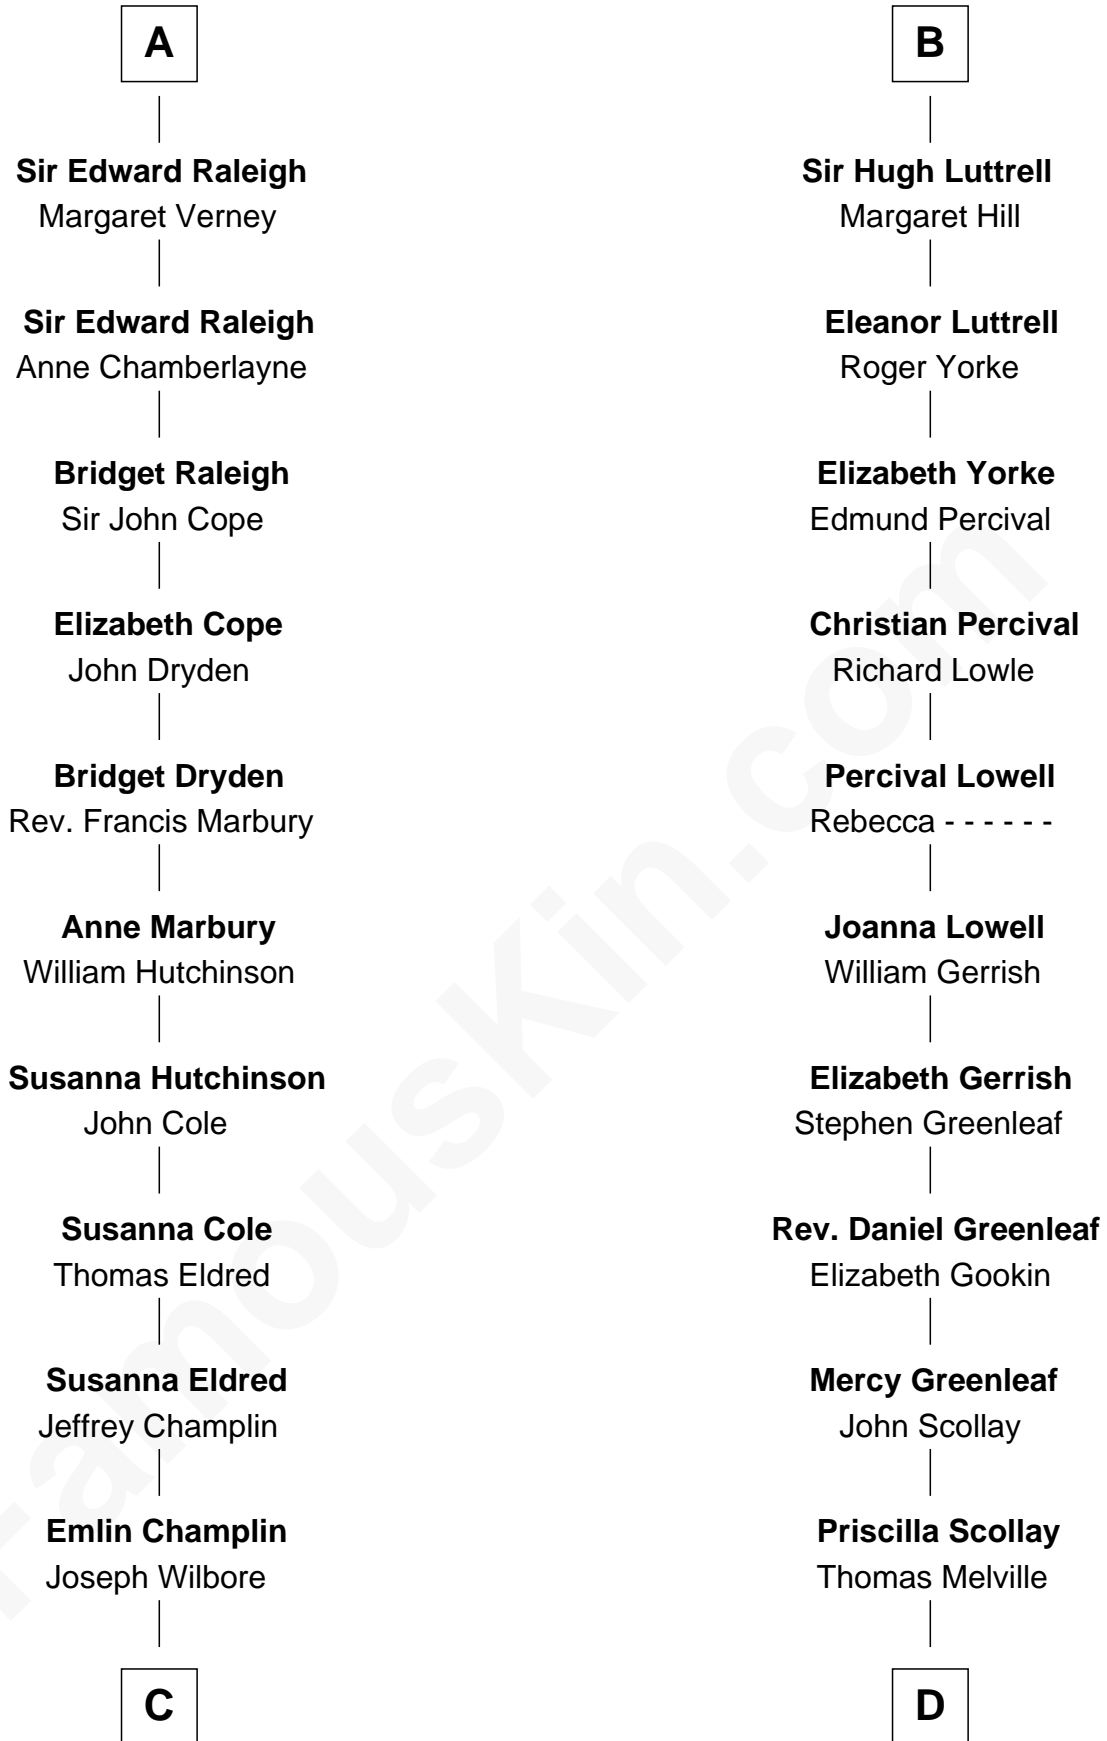 A
Sir Edward Raleigh
Margaret Verney
Sir Edward Raleigh
Anne Chamberlayne
Bridget Raleigh
Sir John Cope
Elizabeth Cope
John Dryden
Bridget Dryden
Rev. Francis Marbury
Anne Marbury
William Hutchinson
Susanna Hutchinson
John Cole
Susanna Cole
Thomas Eldred
Susanna Eldred
Jeffrey Champlin
Emlin Champlin
Joseph Wilbore
C
B
Sir Hugh Luttrell
Margaret Hill
Eleanor Luttrell
Roger Yorke
Elizabeth Yorke
Edmund Percival
Christian Percival
Richard Lowle
Percival Lowell
Rebecca - - - - - -
Joanna Lowell
William Gerrish
Elizabeth Gerrish
Stephen Greenleaf
Rev. Daniel Greenleaf
Elizabeth Gookin
Mercy Greenleaf
John Scollay
Priscilla Scollay
Thomas Melville
D
FamousKin.com